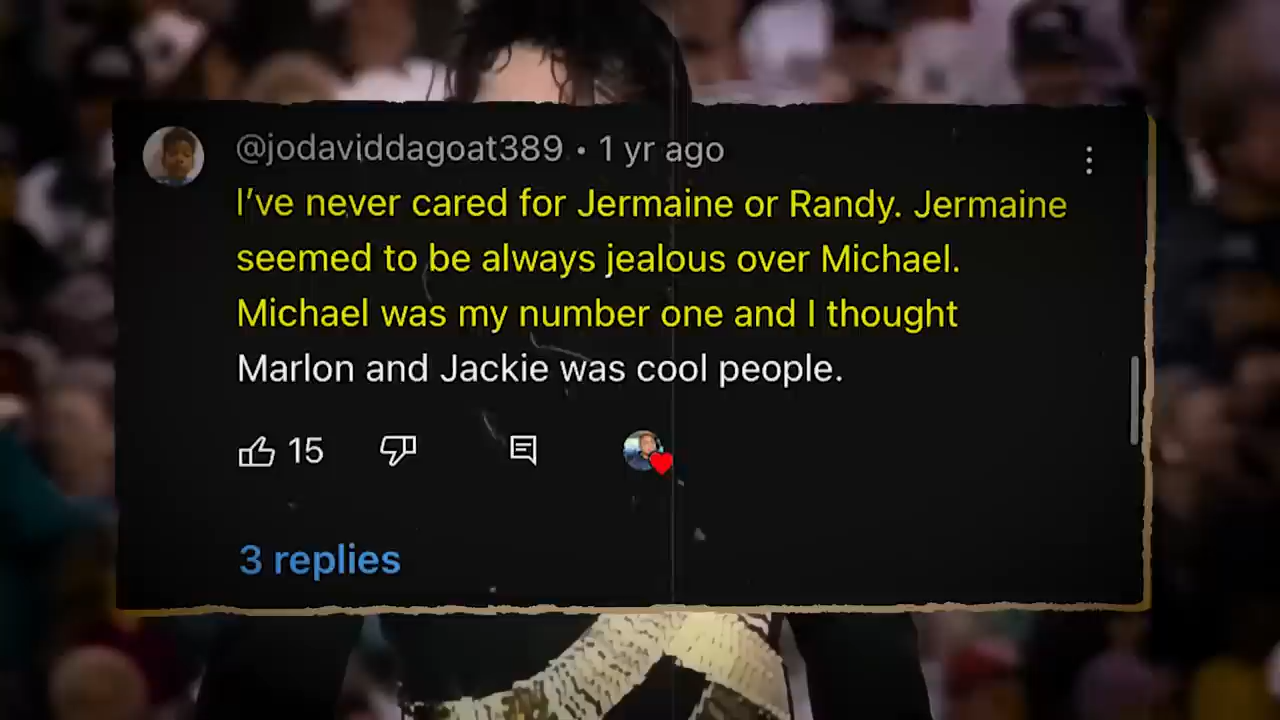 @jodaviddagoat389 • 1 yr ago
I’ve never cared for Jermaine or Randy. Jermaine
seemed to be always jealous over Michael.
Michael was my number one and I thought
Marlon and Jackie was cool people.
15
3 replies